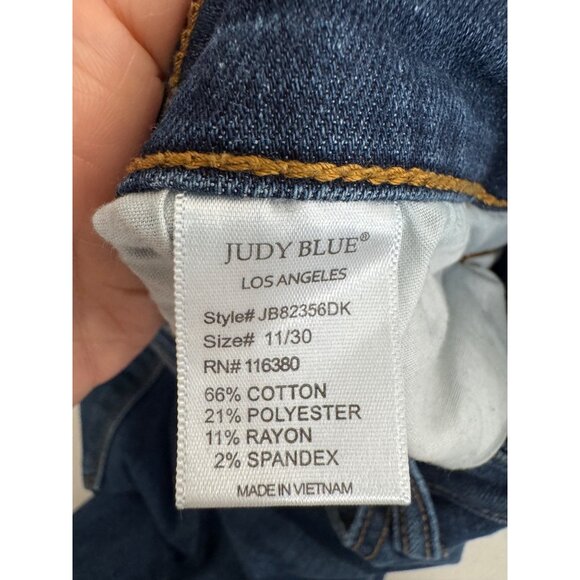 JUDY BLUE®
LOS ANGELES
Style# JB82356DK
Size# 11/30
RN# 116380
66% COTTON
21% POLYESTER
11% RAYON
2% SPANDEX
MADE IN VIETNAM